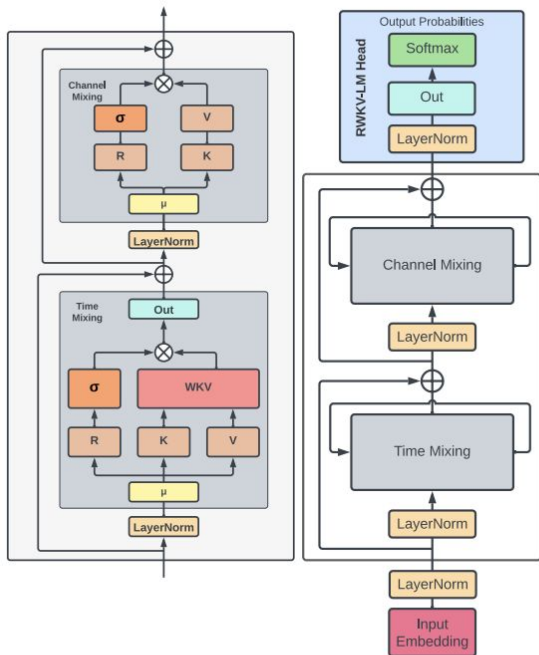 Channel
Mixing
σ
V
R
K
μ
LayerNorm
Time
Mixing
Out
σ
WKV
R
K
V
μ
LayerNorm
RWKV-LM Head
Output Probabilities
Softmax
Out
LayerNorm
Channel Mixing
LayerNorm
Time Mixing
LayerNorm
LayerNorm
Input
Embedding